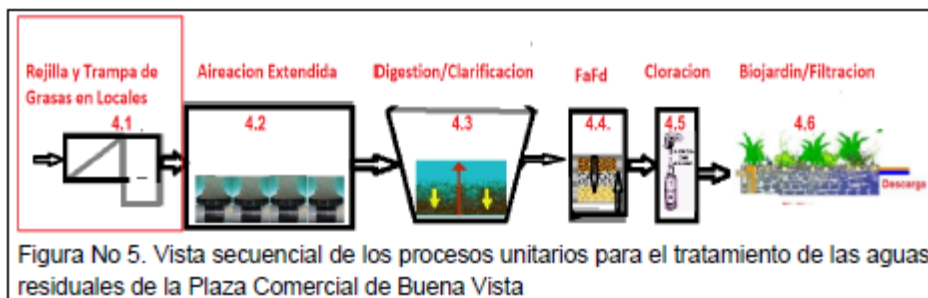 Rejilla y Trampa de
Grasas en Locales
Aireacion Extendida
Digestion/Clarificacion
FaFd
Cloracion
Biojardin/Filtracion
4.1
4.2
4.3
4.4.
4.5
4.6
Descarga
Figura No 5. Vista secuencial de los procesos unitarios para el tratamiento de las aguas
residuales de la Plaza Comercial de Buena Vista